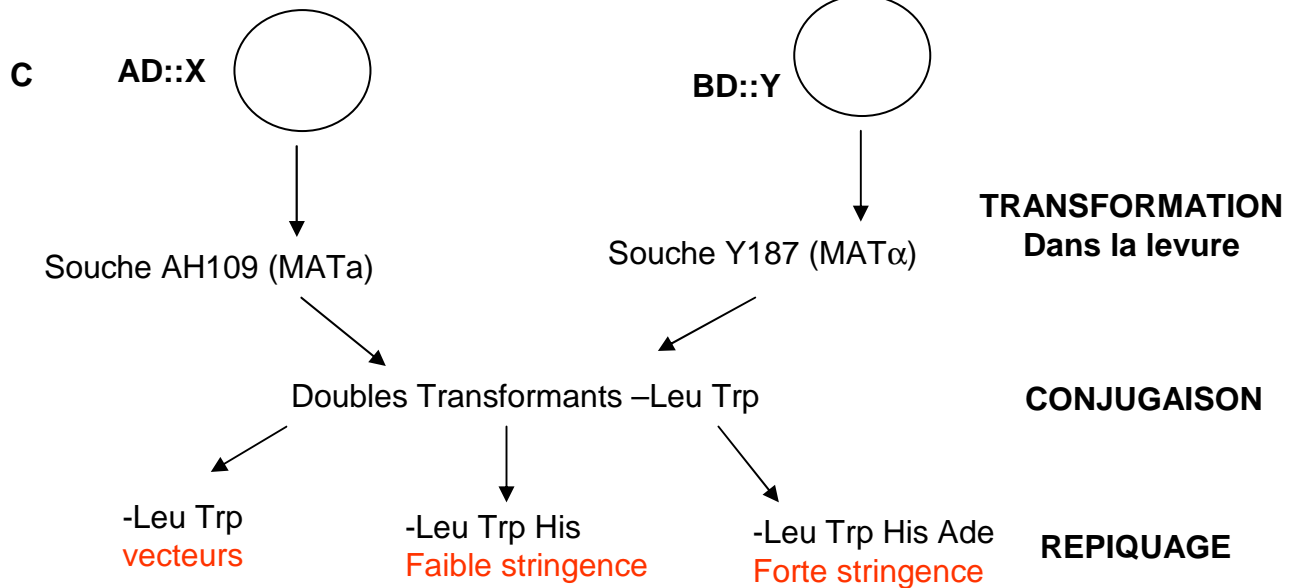 C
AD::X
BD::Y
TRANSFORMATION
Dans la levure
Souche AH109 (MATa)
Souche Y187 (MATα)
Doubles Transformants –Leu Trp
CONJUGAISON
-Leu Trp
vecteurs
-Leu Trp His
Faible stringence
-Leu Trp His Ade
Forte stringence
REPIQUAGE